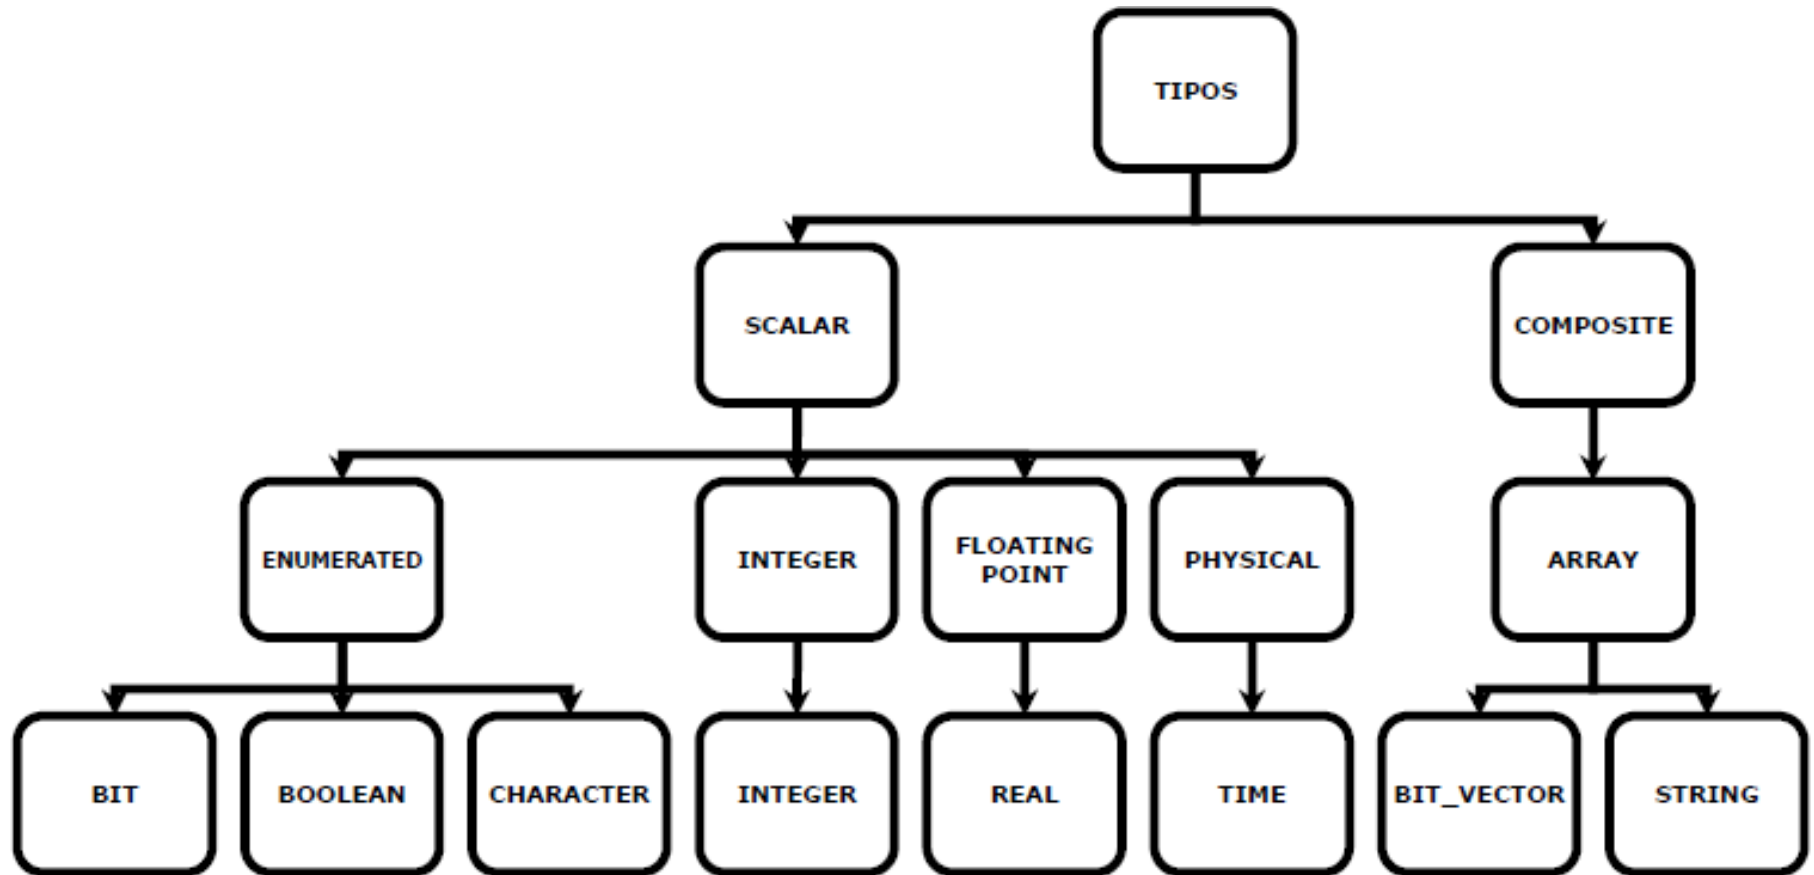 TIPOS
SCALAR
COMPOSITE
ENUMERATED
INTEGER
FLOATING
POINT
PHYSICAL
ARRAY
BIT
BOOLEAN
CHARACTER
INTEGER
REAL
TIME
BIT_VECTOR
STRING